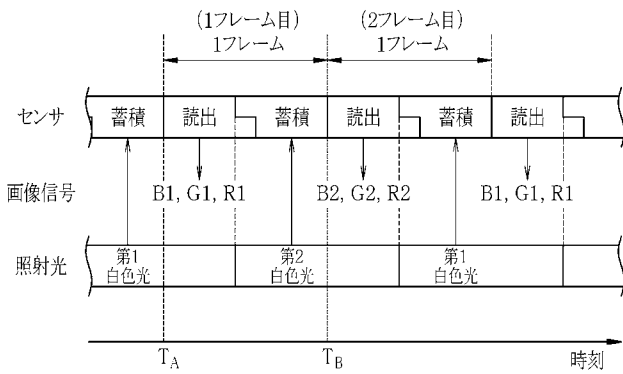 (1フレーム目) (2フレーム目)
1フレーム 1フレーム
センサ 蓄積 読出 蓄積 読出 蓄積 読出
画像信号 B1, G1, R1 B2, G2, R2 B1, G1, R1
照射光 第1 白色光 第2 白色光 第1 白色光
TA TB 時刻